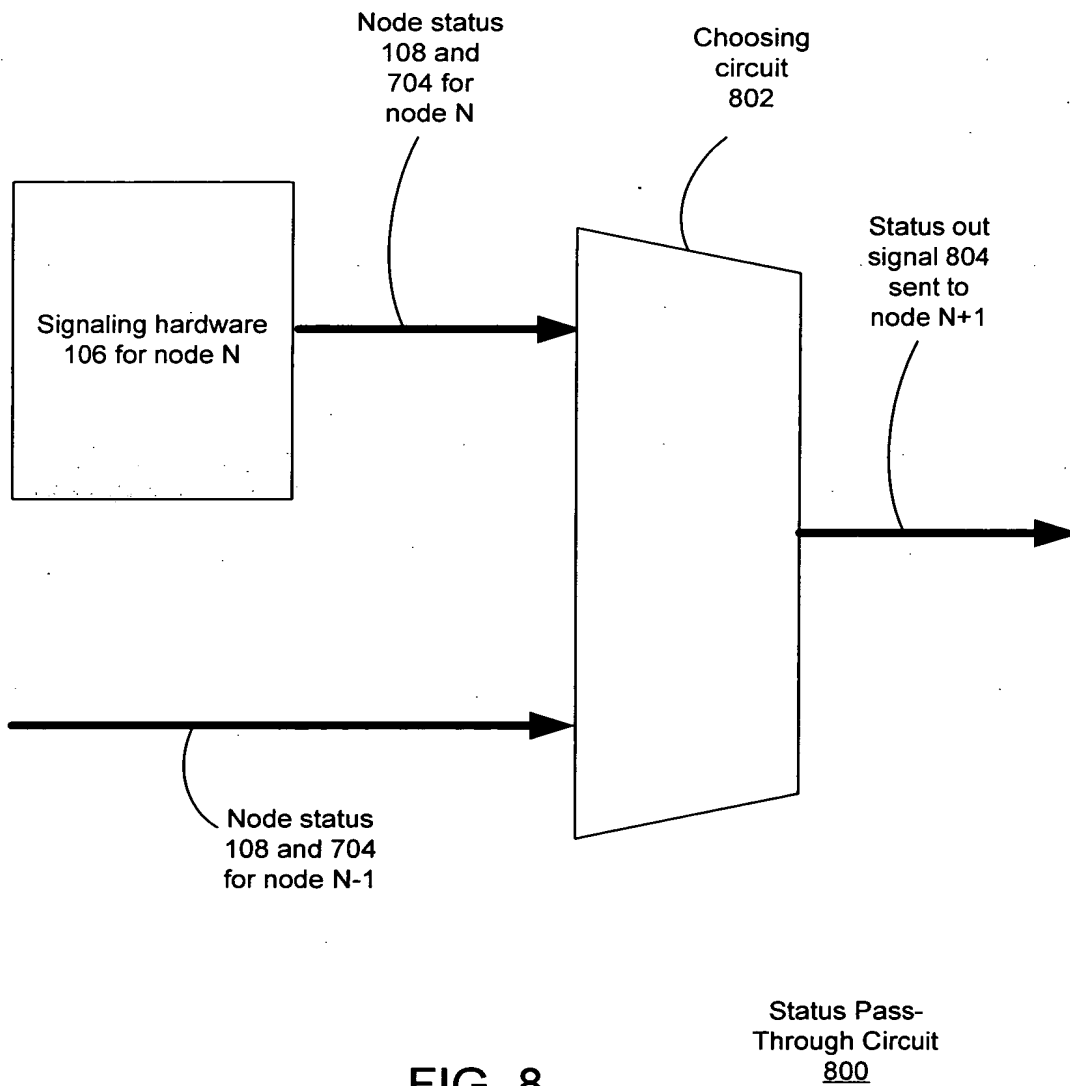 Node status
108 and
704 for
node N
Choosing
circuit
802
Status out
signal 804
sent to
node N+1
Signaling hardware
106 for node N
Node status
108 and 704
for node N-1
Status Pass-
Through Circuit
800
FIG. 8